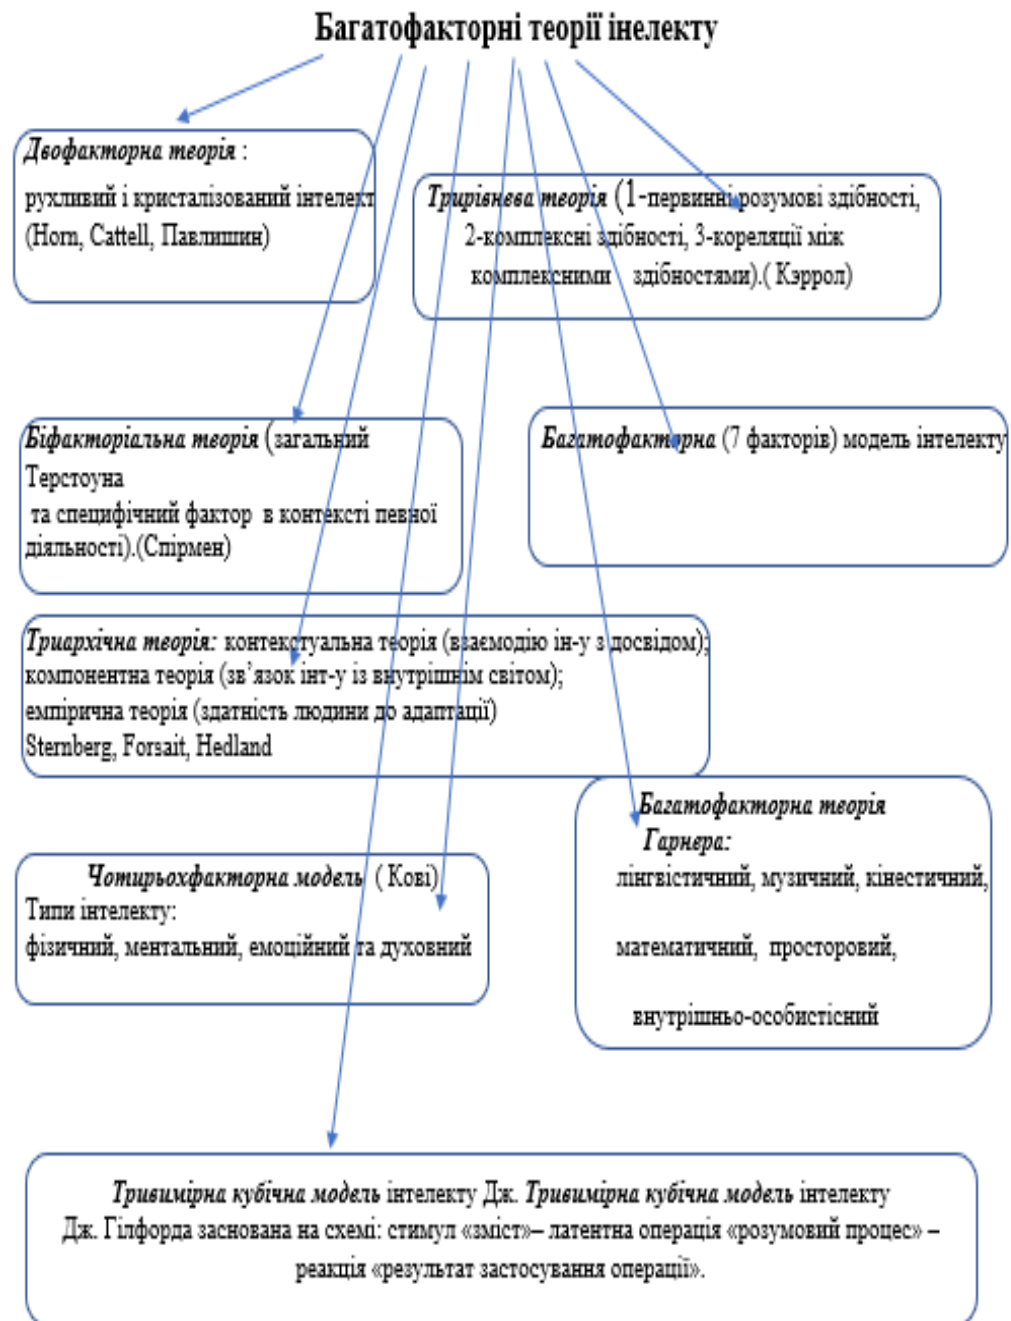 Багатофакторні теорії інелекту
Двофакторна теорія :
рухливий і кристалізований інтелект
(Horn, Cattell, Павлишин)
Трирівнева теорія (1-первинні розумові здібності,
2-комплексні здібності, 3-кореляції між
комплексними здібностями).( Кэррол)
Біфакторіальна теорія (загальний
Терстоуна
та специфічний фактор в контексті певної
діяльності).(Спірмен)
Багатофакторна (7 факторів) модель інтелекту
Триархічна теорія: контекстуальна теорія (взаємодію ін-у з досвідом);
компонентна теорія (зв’язок інт-у із внутрішнім світом);
емпірична теорія (здатність людини до адаптації)
Sternberg, Forsait, Hedland
Багатофакторна теорія
Гарнера:
лінгвістичний, музичний, кінестичний,
математичний, просторовий,
внутрішньо-особистісний
Чотирьохфакторна модель ( Кові)
Типи інтелекту:
фізичний, ментальний, емоційний та духовний
Тривимірна кубічна модель інтелекту Дж. Тривимірна кубічна модель інтелекту
Дж. Гілфорда заснована на схемі: стимул «зміст»– латентна операція «розумовий процес» –
реакція «результат застосування операції».